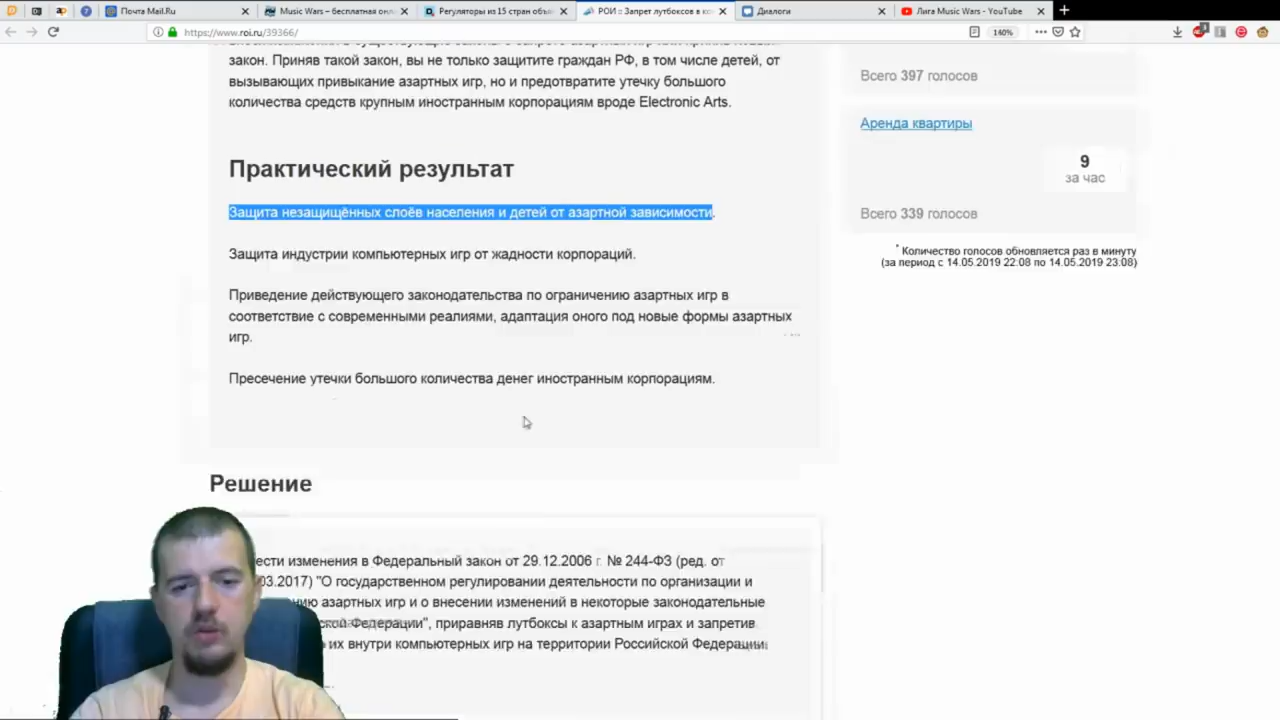 Почта Mail.Ru
Music Wars – бесплатная онл
Регуляторы из 15 стран объя
РОИ :: Запрет лутбоксов в ко
Диалоги
Лига Music Wars - YouTube
https://www.roi.ru/39366/
140%
закон. Приняв такой закон, вы не только защитите граждан РФ, в том числе детей, от
вызывающих привыкание азартных игр, но и предотвратите утечку большого
количества средств крупным иностранным корпорациям вроде Electronic Arts.
Практический результат
Защита незащищённых слоёв населения и детей от азартной зависимости.
Защита индустрии компьютерных игр от жадности корпораций.
Приведение действующего законодательства по ограничению азартных игр в
соответствие с современными реалиями, адаптация оного под новые формы азартных
игр.
Пресечение утечки большого количества денег иностранным корпорациям.
Решение
ести изменения в Федеральный закон от 29.12.2006 г. № 244-ФЗ (ред. от
03.2017) "О государственном регулировании деятельности по организации и
нию азартных игр и о внесении изменений в некоторые законодательные
ской Федерации", приравняв лутбоксы к азартным играх и запретив
их внутри компьютерных игр на территории Российской Федерации
Всего 397 голосов
Аренда квартиры
9
за час
Всего 339 голосов
* Количество голосов обновляется раз в минуту
(за период с 14.05.2019 22:08 по 14.05.2019 23:08)